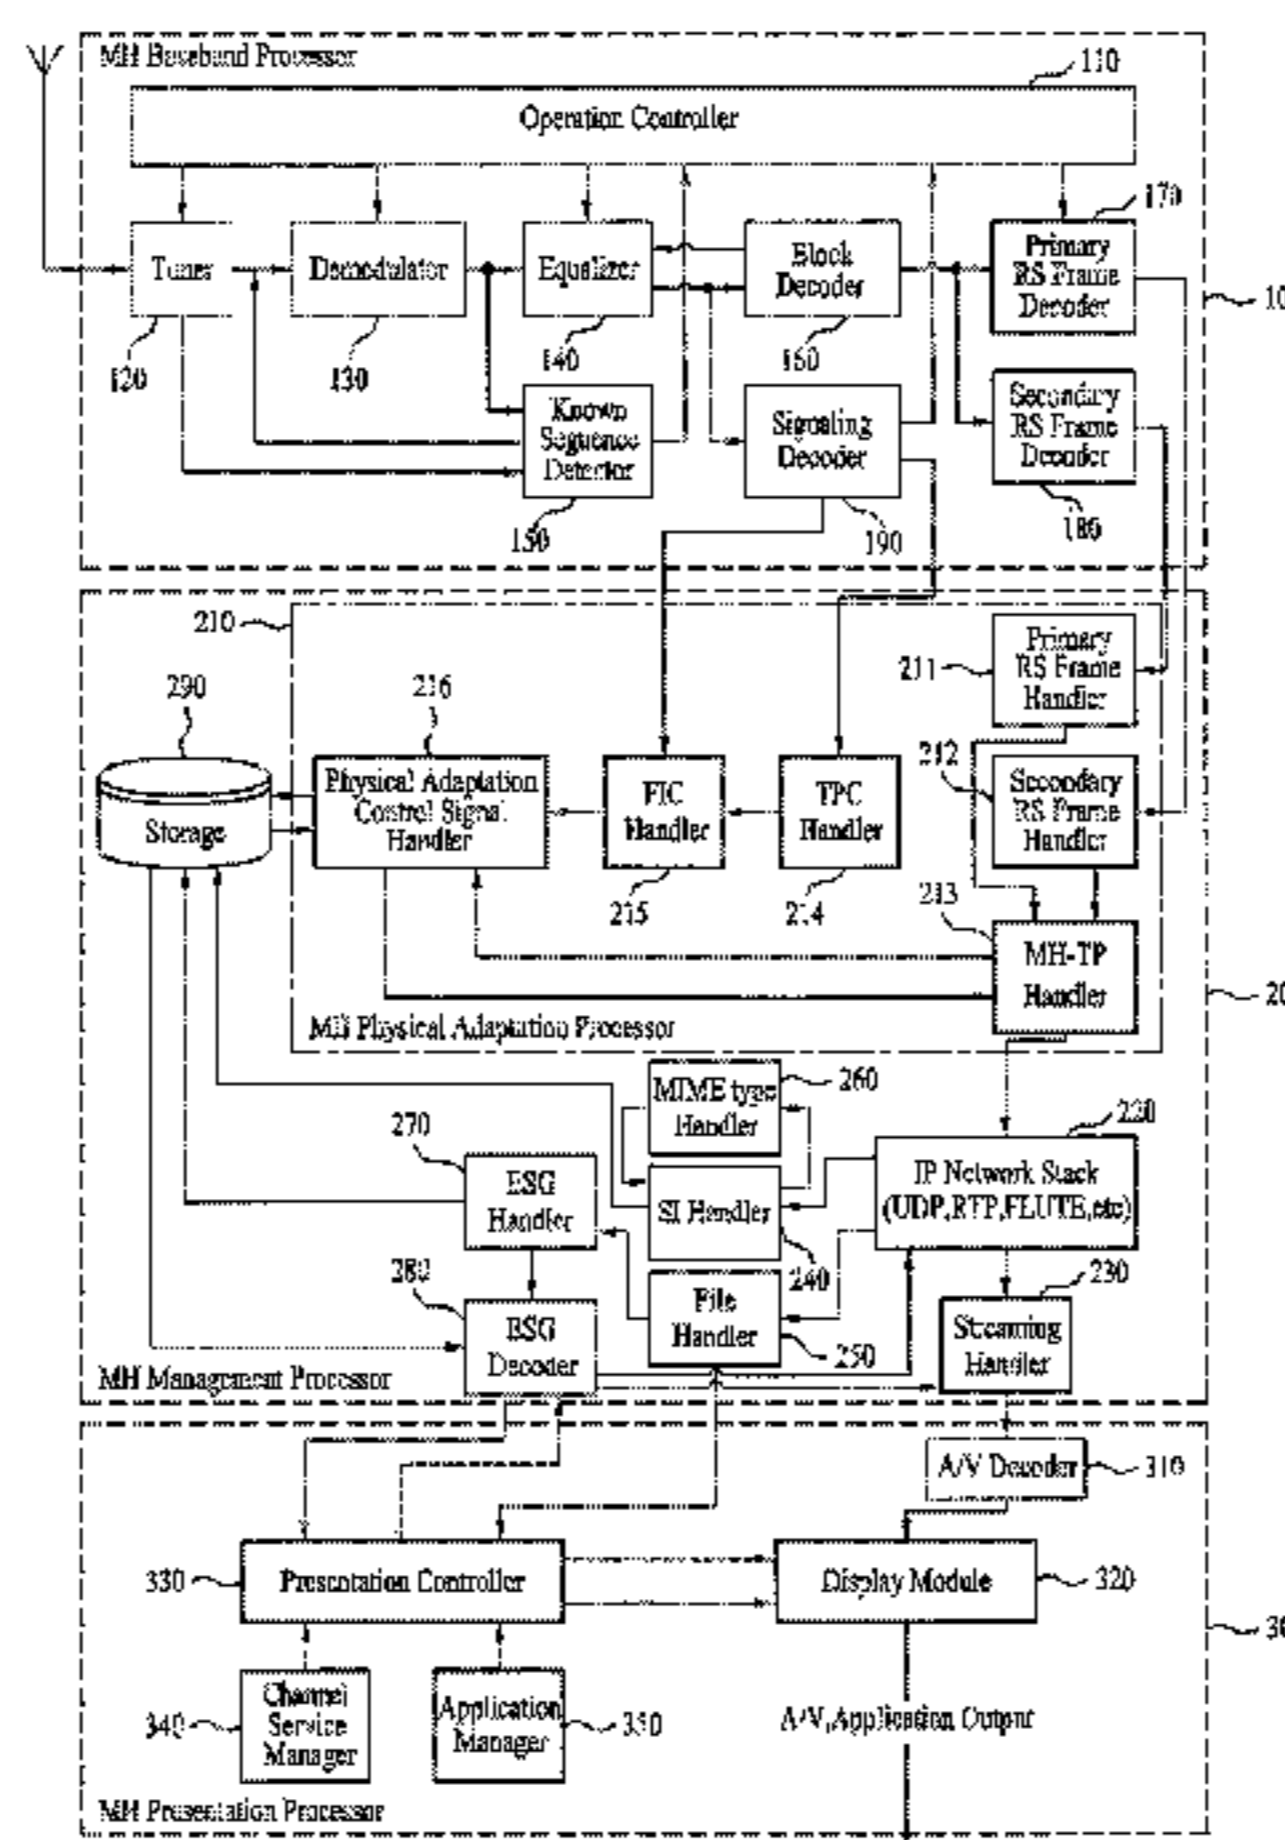 MH Baseband Processor
110
Operation Controller
170
Tuner
Demodulator
Equalizer
Block
Decoder
Primary
RS Frame
Decoder
10
120
130
140
160
Known
Sequence
Detector
Signaling
Decoder
Secondary
RS Frame
Decoder
150
190
180
210
Primary
RS Frame
Handler
211
290
216
212
Storage
Physical Adaptation
Control Signal
Handler
FIC
Handler
TPC
Handler
Secondary
RS Frame
Handler
215
214
213
MH-TP
Handler
20
MH Physical Adaptation Processor
MIME type
Handler
260
270
220
ESG
Handler
SI Handler
IP Network Stack
(UDP,RTP,FLUTE,etc)
280
240
230
ESG
Decoder
File
Handler
250
Streaming
Handler
MH Management Processor
A/V Decoder
310
330
Presentation Controller
Display Module
320
30
340
Channel
Service
Manager
Application
Manager
350
A/V,Application Output
MH Presentation Processor